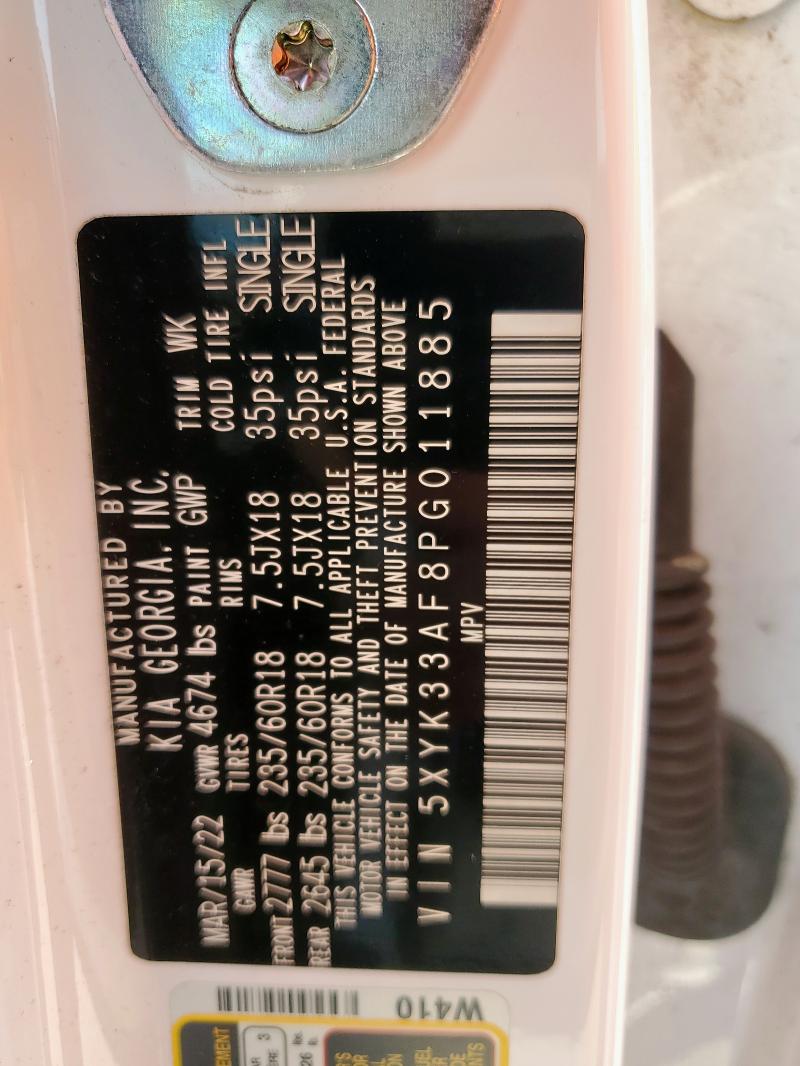 MANUFACTURED BY
KIA GEORGIA, INC.
MAR/15/22 GVWR 4674 lbs PAINT GWP TRIM WK
GAWR TIRES RIMS COLD TIRE INFL
FRONT 2777 lbs 235/60R18 7.5JX18 35psi SINGLE
REAR 2645 lbs 235/60R18 7.5JX18 35psi SINGLE
THIS VEHICLE CONFORMS TO ALL APPLICABLE U.S.A. FEDERAL
MOTOR VEHICLE SAFETY AND THEFT PREVENTION STANDARDS
IN EFFECT ON THE DATE OF MANUFACTURE SHOWN ABOVE
VIN 5XYK33AF8PG011885
MPV
W410
3